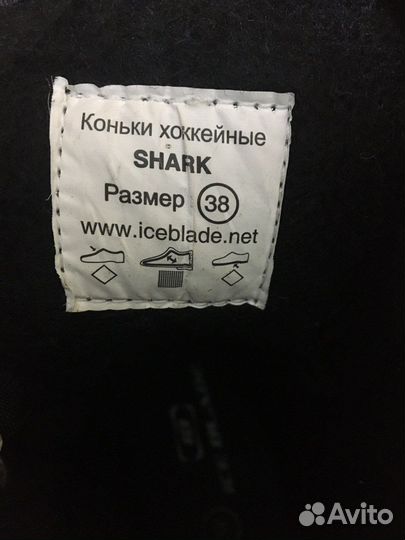 Коньки хоккейные
SHARK
Размер 38
www.iceblade.net
Avito